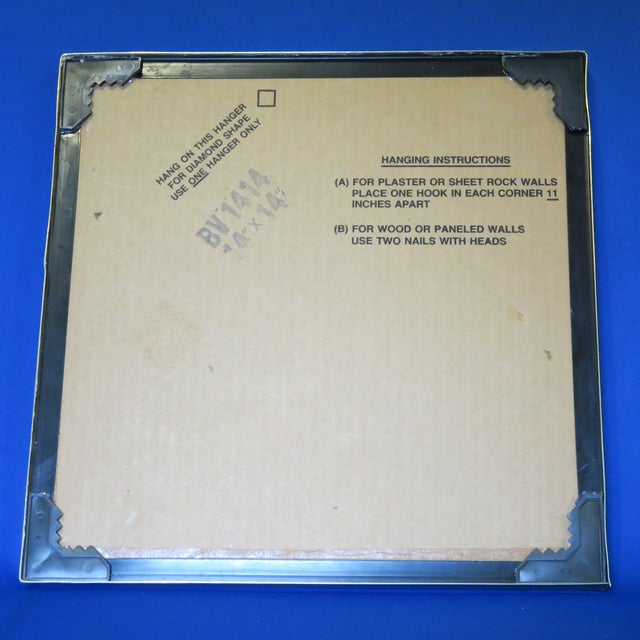 HANG ON THIS HANGER
FOR DIAMOND SHAPE
USE ONE HANGER ONLY
BV 1414
14" X 14"
HANGING INSTRUCTIONS
(A) FOR PLASTER OR SHEET ROCK WALLS
PLACE ONE HOOK IN EACH CORNER 11
INCHES APART
(B) FOR WOOD OR PANELED WALLS
USE TWO NAILS WITH HEADS